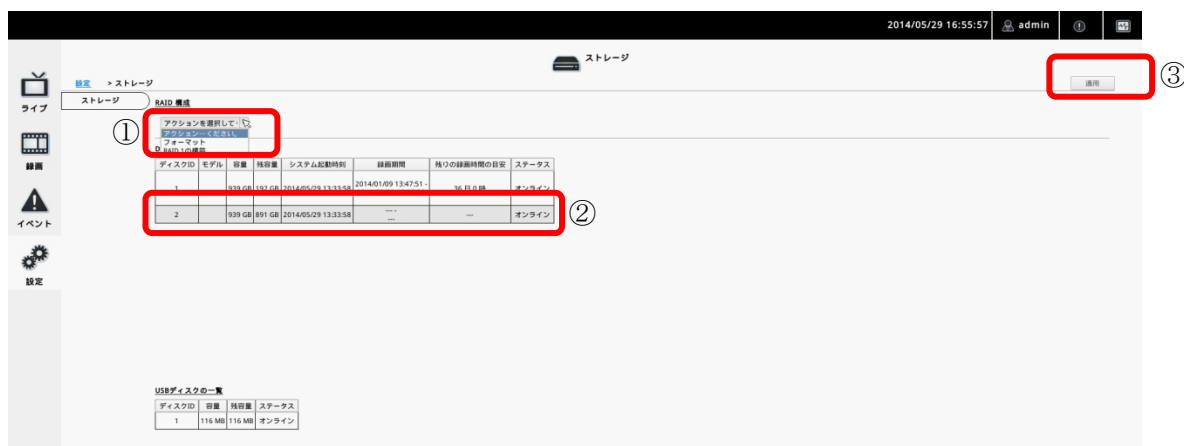 2014/05/29 16:55:57 admin
ストレージ
設定 > ストレージ
適用
③
ライブ
ストレージ
RAID 構成
①
アクションを選択して
アクション…ください。
フォーマット
RAID 1の構築
録画
ディスクID モデル 容量 残容量 システム起動時刻 録画期間 残りの録画時間の目安 ステータス
1 939 GB 192 GB 2014/05/29 13:33:58 2014/01/09 13:47:51 - 36 日 0 時 オンライン
2 939 GB 891 GB 2014/05/29 13:33:58 --- - --- --- オンライン
②
イベント
設定
USBディスクの一覧
ディスクID 容量 残容量 ステータス
1 116 MB 116 MB オンライン